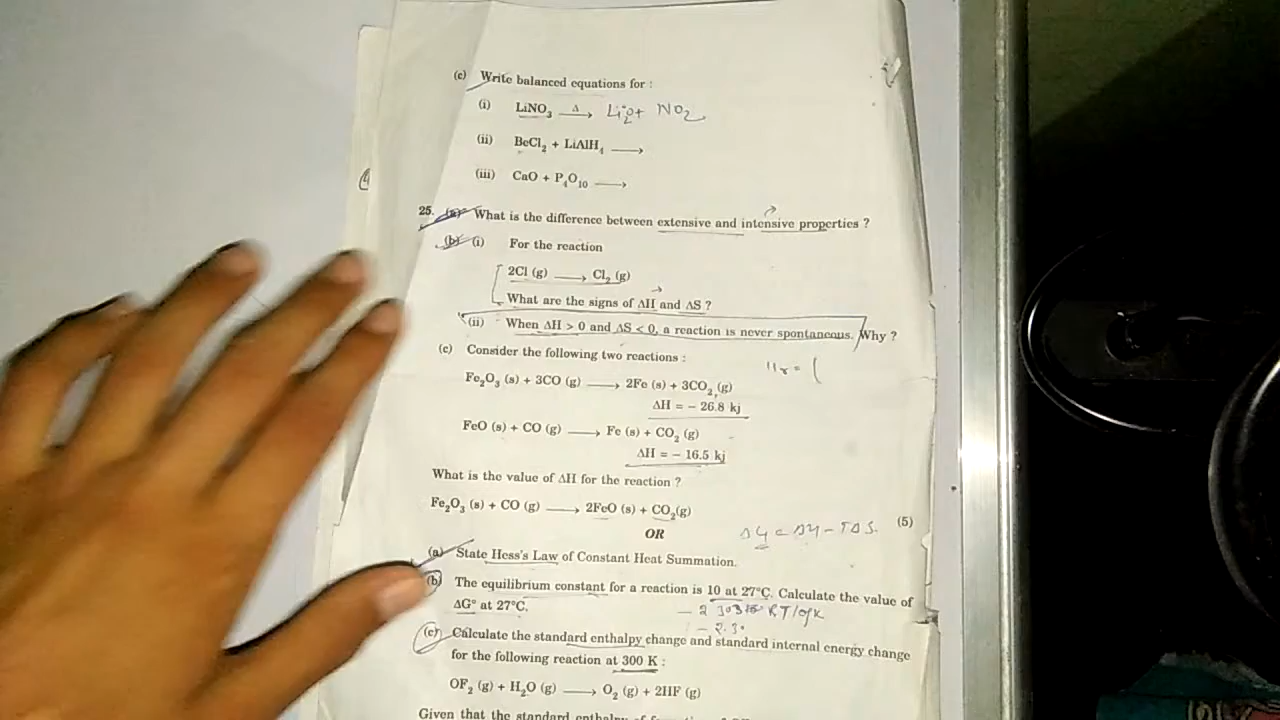 (c) Write balanced equations for :
(i) LiNO₃ —Δ→ Li₂O + NO₂
(ii) BeCl₂ + LiAlH₄ ⟶
(iii) CaO + P₄O₁₀ ⟶
25. (a) What is the difference between extensive and intensive properties ?
(b) (i) For the reaction
2Cl (g) ⟶ Cl₂ (g)
What are the signs of ΔH and ΔS ?
(ii) When ΔH > 0 and ΔS < 0, a reaction is never spontaneous. Why ?
(c) Consider the following two reactions :
Fe₂O₃ (s) + 3CO (g) ⟶ 2Fe (s) + 3CO₂ (g)
ΔH = – 26.8 kj
FeO (s) + CO (g) ⟶ Fe (s) + CO₂ (g)
ΔH = – 16.5 kj
What is the value of ΔH for the reaction ?
Fe₂O₃ (s) + CO (g) ⟶ 2FeO (s) + CO₂(g)
(5)
OR
ΔG = ΔH – TΔS.
(a) State Hess's Law of Constant Heat Summation.
(b) The equilibrium constant for a reaction is 10 at 27°C. Calculate the value of
ΔG° at 27°C.
RT log K
(c) Calculate the standard enthalpy change and standard internal energy change
for the following reaction at 300 K :
OF₂ (g) + H₂O (g) ⟶ O₂ (g) + 2HF (g)
Given that the standard